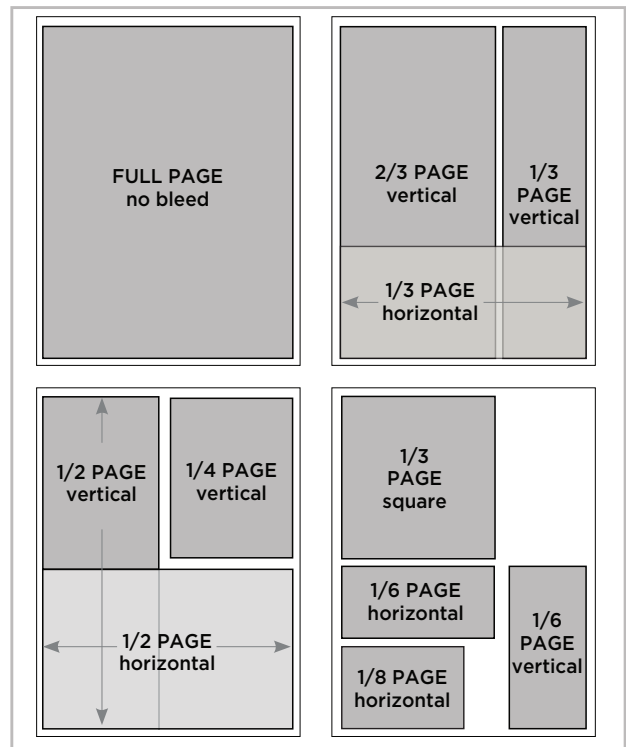 FULL PAGE
no bleed
2/3 PAGE
vertical
1/3
PAGE
vertical
1/3 PAGE
horizontal
1/2 PAGE
vertical
1/4 PAGE
vertical
1/2 PAGE
horizontal
1/3
PAGE
square
1/6 PAGE
horizontal
1/6
PAGE
vertical
1/8 PAGE
horizontal